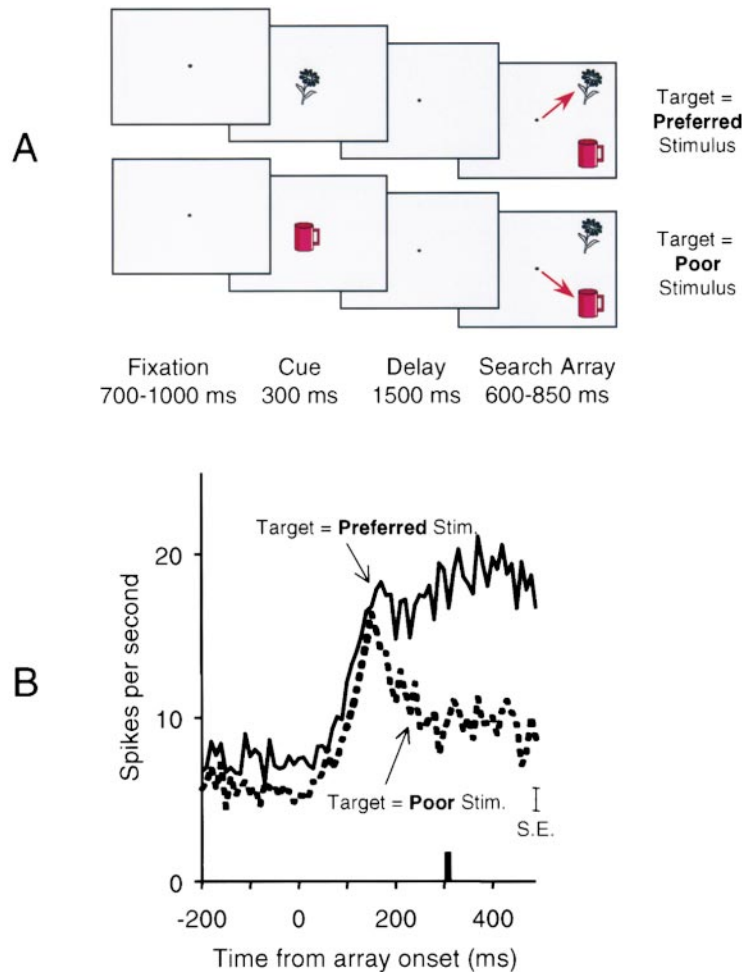 A
Target =
Preferred
Stimulus
Target =
Poor
Stimulus
Fixation
700-1000 ms
Cue
300 ms
Delay
1500 ms
Search Array
600-850 ms
B
Spikes per second
20
10
0
Target = Preferred Stim.
Target = Poor Stim.
S.E.
-200 0 200 400
Time from array onset (ms)